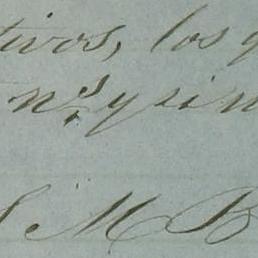 tivos, los q
n.s y sin
M B